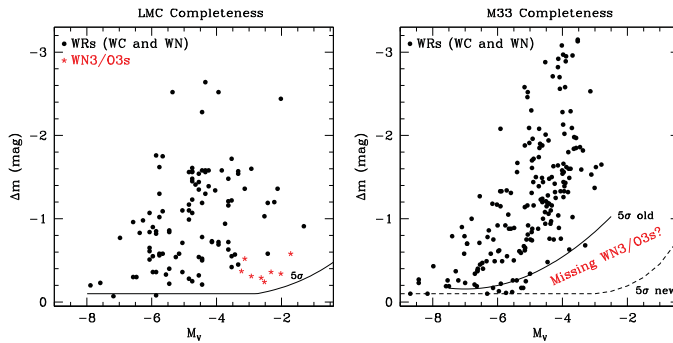 LMC Completeness
M33 Completeness
-3
-2
-1
0
Δm (mag)
• WRs (WC and WN)
* WN3/O3s
5σ
-8
-6
-4
-2
M_v
-3
-2
-1
0
Δm (mag)
• WRs (WC and WN)
5σ old
Missing WN3/O3s?
5σ new
-8
-6
-4
-2
M_v